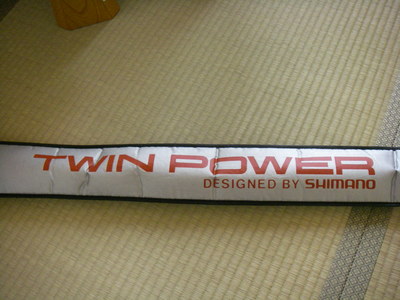 TWIN POWER
DESIGNED BY SHIMANO